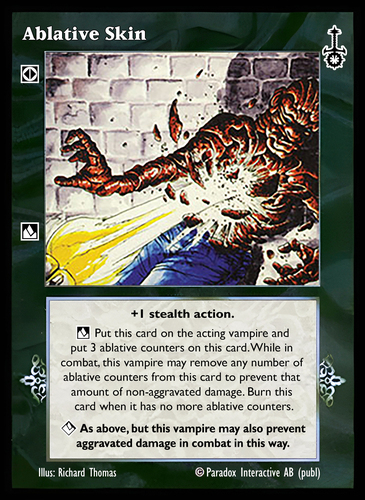 Ablative Skin
+1 stealth action.
Put this card on the acting vampire and
put 3 ablative counters on this card. While in
combat, this vampire may remove any number of
ablative counters from this card to prevent that
amount of non-aggravated damage. Burn this
card when it has no more ablative counters.
As above, but this vampire may also prevent
aggravated damage in combat in this way.
Illus: Richard Thomas
© Paradox Interactive AB (publ)